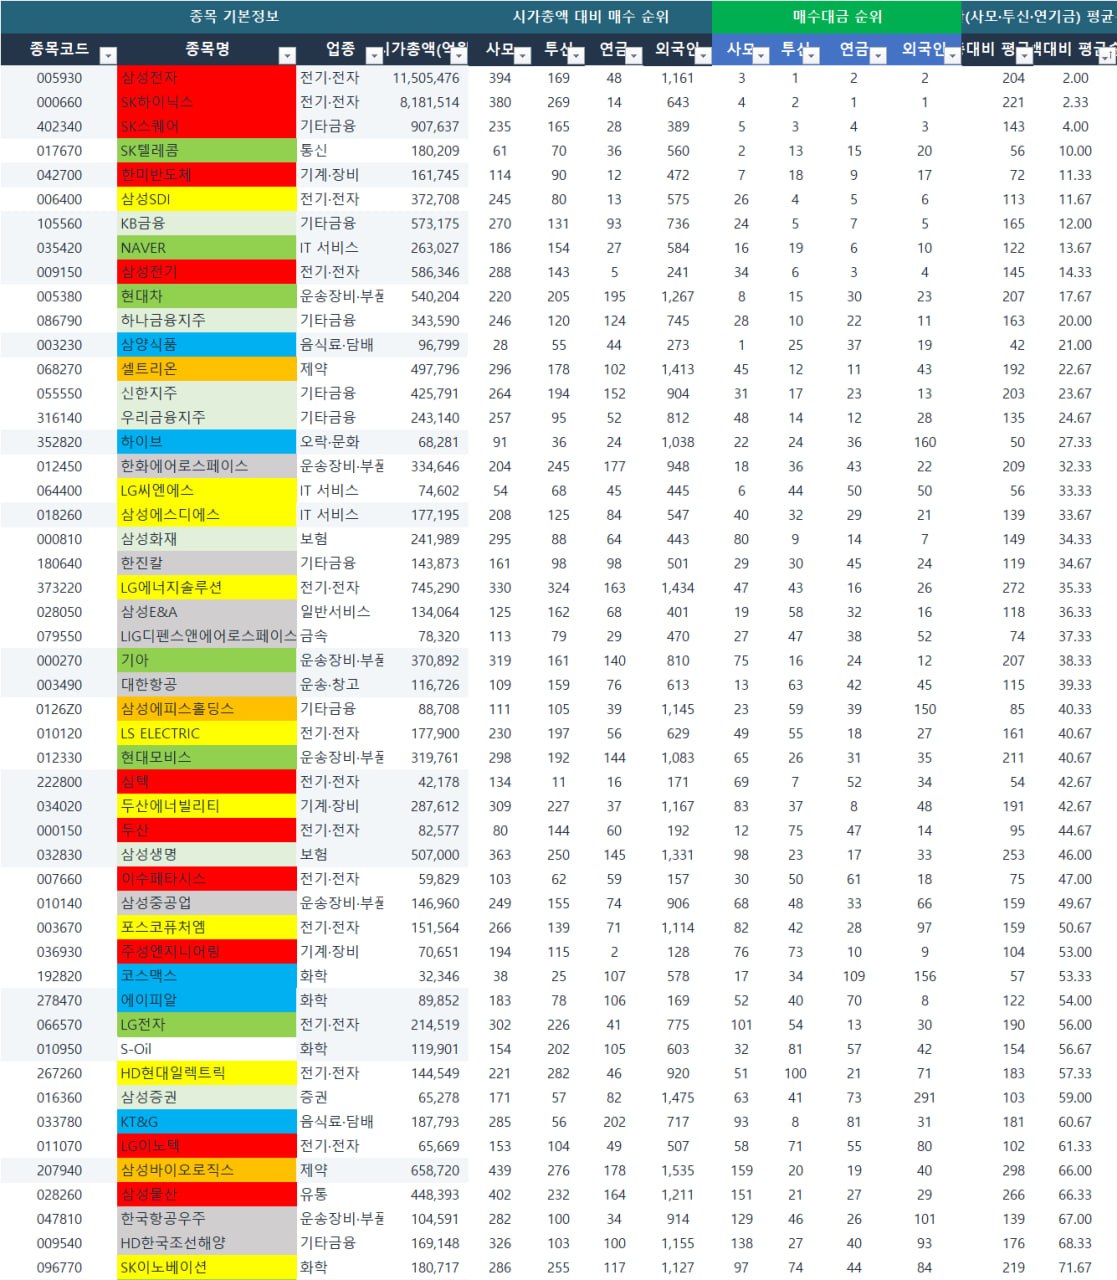 종목 기본정보 시가총액 대비 매수 순위 매수대금 순위 (사모·투신·연기금) 평균
종목코드 종목명 업종 시가총액(억원 사모 투신 연금 외국인 사모 투신 연금 외국인 대비 평균 대비 평균
005930 삼성전자 전기·전자 11,505,476 394 169 48 1,161 3 1 2 2 204 2.00
000660 SK하이닉스 전기·전자 8,181,514 380 269 14 643 4 2 1 1 221 2.33
402340 SK스퀘어 기타금융 907,637 235 165 28 389 5 3 4 3 143 4.00
017670 SK텔레콤 통신 180,209 61 70 36 560 2 13 15 20 56 10.00
042700 한미반도체 기계·장비 161,745 114 90 12 472 7 18 9 17 72 11.33
006400 삼성SDI 전기·전자 372,708 245 80 13 575 26 4 5 6 113 11.67
105560 KB금융 기타금융 573,175 270 131 93 736 24 5 7 5 165 12.00
035420 NAVER IT 서비스 263,027 186 154 27 584 16 19 6 10 122 13.67
009150 삼성전기 전기·전자 586,346 288 143 5 241 34 6 3 4 145 14.33
005380 현대차 운송장비·부품 540,204 220 205 195 1,267 8 15 30 23 207 17.67
086790 하나금융지주 기타금융 343,590 246 120 124 745 28 10 22 11 163 20.00
003230 삼양식품 음식료·담배 96,799 28 55 44 273 1 25 37 19 42 21.00
068270 셀트리온 제약 497,796 296 178 102 1,413 45 12 11 43 192 22.67
055550 신한지주 기타금융 425,791 264 194 152 904 31 17 23 13 203 23.67
316140 우리금융지주 기타금융 243,140 257 95 52 812 48 14 12 28 135 24.67
352820 하이브 오락·문화 68,281 91 36 24 1,038 22 24 36 160 50 27.33
012450 한화에어로스페이스 운송장비·부품 334,646 204 245 177 948 18 36 43 22 209 32.33
064400 LG씨엔에스 IT 서비스 74,602 54 68 45 445 6 44 50 50 56 33.33
018260 삼성에스디에스 IT 서비스 177,195 208 125 84 547 40 32 29 21 139 33.67
000810 삼성화재 보험 241,989 295 88 64 443 80 9 14 7 149 34.33
180640 한진칼 기타금융 143,873 161 98 98 501 29 30 45 24 119 34.67
373220 LG에너지솔루션 전기·전자 745,290 330 324 163 1,434 47 43 16 26 272 35.33
028050 삼성E&A 일반서비스 134,064 125 162 68 401 19 58 32 16 118 36.33
079550 LIG디펜스앤에어로스페이스 금속 78,320 113 79 29 470 27 47 38 52 74 37.33
000270 기아 운송장비·부품 370,892 319 161 140 810 75 16 24 12 207 38.33
003490 대한항공 운송·창고 116,726 109 159 76 613 13 63 42 45 115 39.33
0126Z0 삼성에피스홀딩스 기타금융 88,708 111 105 39 1,145 23 59 39 150 85 40.33
010120 LS ELECTRIC 전기·전자 177,900 230 197 56 629 49 55 18 27 161 40.67
012330 현대모비스 운송장비·부품 319,761 298 192 144 1,083 65 26 31 35 211 40.67
222800 심텍 전기·전자 42,178 134 11 16 171 69 7 52 34 54 42.67
034020 두산에너빌리티 기계·장비 287,612 309 227 37 1,167 83 37 8 48 191 42.67
000150 두산 전기·전자 82,577 80 144 60 192 12 75 47 14 95 44.67
032830 삼성생명 보험 507,000 363 250 145 1,331 98 23 17 33 253 46.00
007660 이수페타시스 전기·전자 59,829 103 62 59 157 30 50 61 18 75 47.00
010140 삼성중공업 운송장비·부품 146,960 249 155 74 906 68 48 33 66 159 49.67
003670 포스코퓨처엠 전기·전자 151,564 266 139 71 1,114 82 42 28 97 159 50.67
036930 주성엔지니어링 기계·장비 70,651 194 115 2 128 76 73 10 9 104 53.00
192820 코스맥스 화학 32,346 38 25 107 578 17 34 109 156 57 53.33
278470 에이피알 화학 89,852 183 78 106 169 52 40 70 8 122 54.00
066570 LG전자 전기·전자 214,519 302 226 41 775 101 54 13 30 190 56.00
010950 S-Oil 화학 119,901 154 202 105 603 32 81 57 42 154 56.67
267260 HD현대일렉트릭 전기·전자 144,549 221 282 46 920 51 100 21 71 183 57.33
016360 삼성증권 증권 65,278 171 57 82 1,475 63 41 73 291 103 59.00
033780 KT&G 음식료·담배 187,793 285 56 202 717 93 8 81 31 181 60.67
011070 LG이노텍 전기·전자 65,669 153 104 49 507 58 71 55 80 102 61.33
207940 삼성바이오로직스 제약 658,720 439 276 178 1,535 159 20 19 40 298 66.00
028260 삼성물산 유통 448,393 402 232 164 1,211 151 21 27 29 266 66.33
047810 한국항공우주 운송장비·부품 104,591 282 100 34 914 129 46 26 101 139 67.00
009540 HD한국조선해양 기타금융 169,148 326 103 100 1,155 138 27 40 93 176 68.33
096770 SK이노베이션 화학 180,717 286 255 117 1,127 97 74 44 84 219 71.67